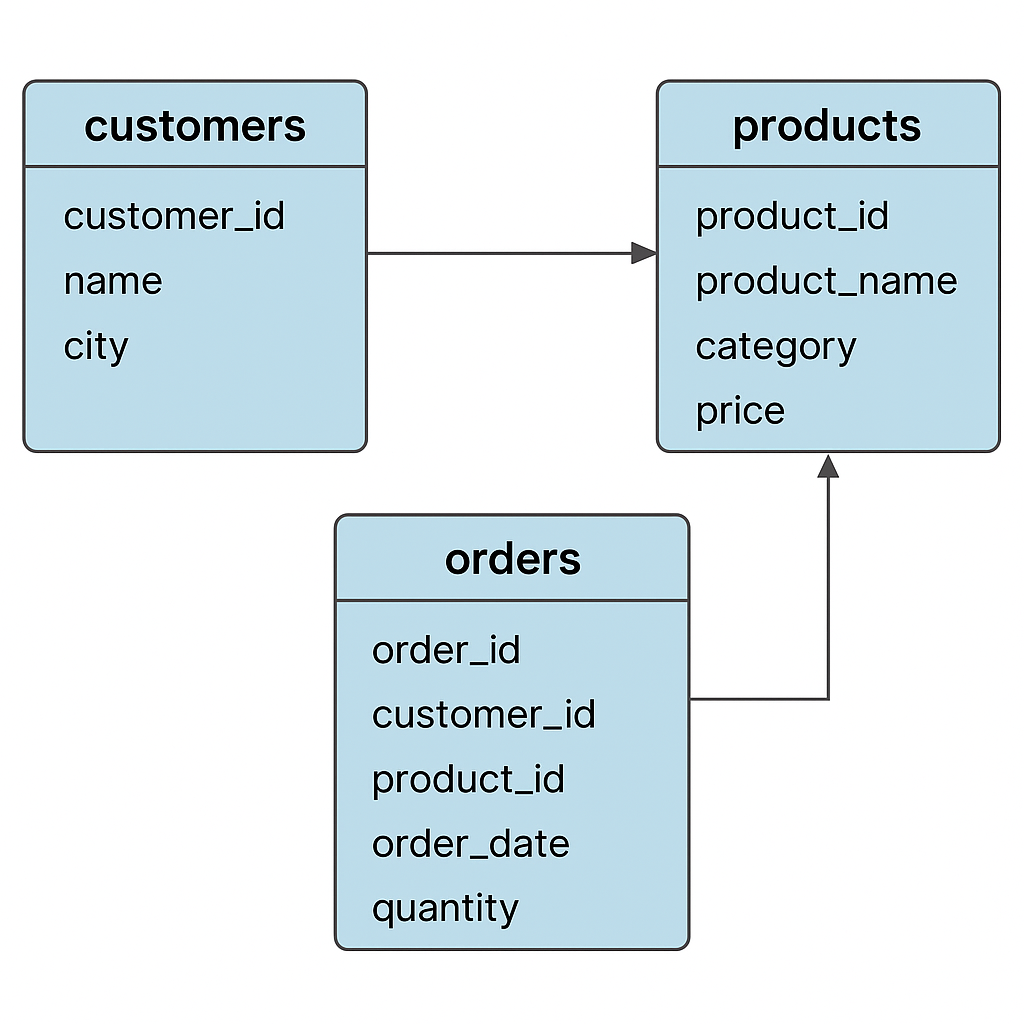 customers
customer_id
name
city
products
product_id
product_name
category
price
orders
order_id
customer_id
product_id
order_date
quantity